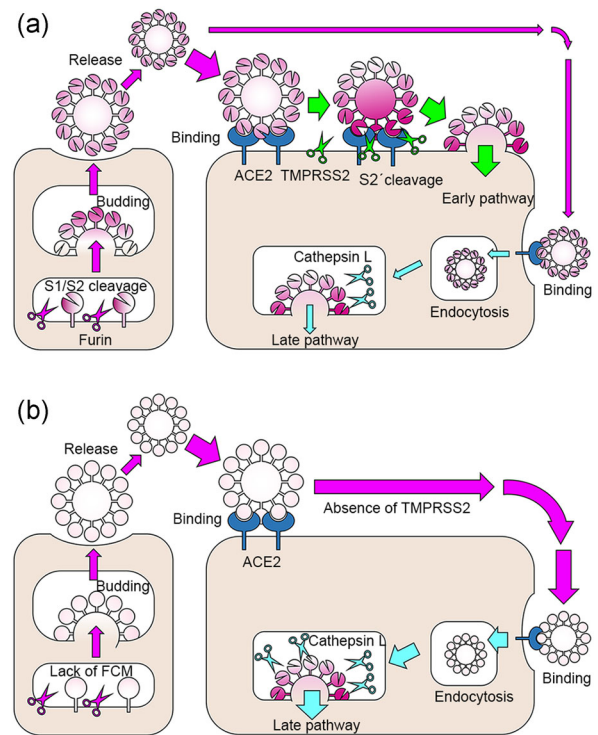 (a)
Release
Binding
ACE2
TMPRSS2
S2´cleavage
Early pathway
Budding
S1/S2 cleavage
Furin
Cathepsin L
Late pathway
Endocytosis
Binding
(b)
Release
Binding
ACE2
Absence of TMPRSS2
Budding
Lack of FCM
Cathepsin L
Late pathway
Endocytosis
Binding